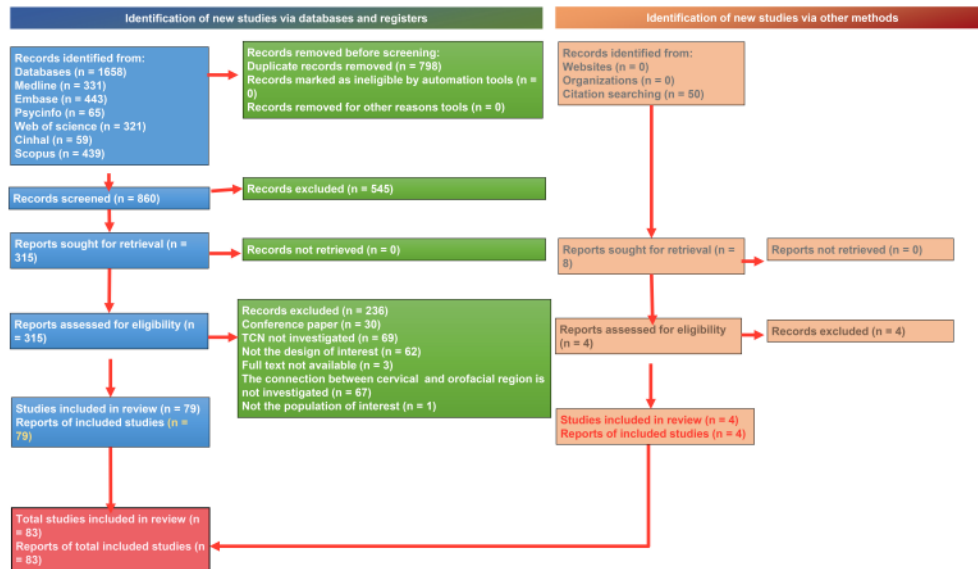 Identification of new studies via databases and registers
Identification of new studies via other methods
Records identified from:
Databases (n = 1658)
Medline (n = 331)
Embase (n = 443)
Psycinfo (n = 65)
Web of science (n = 321)
Cinhal (n = 59)
Scopus (n = 439)
Records removed before screening:
Duplicate records removed (n = 798)
Records marked as ineligible by automation tools (n =
0)
Records removed for other reasons tools (n = 0)
Records identified from:
Websites (n = 0)
Organizations (n = 0)
Citation searching (n = 50)
Records screened (n = 860)
Records excluded (n = 545)
Reports sought for retrieval (n =
315)
Records not retrieved (n = 0)
Reports sought for retrieval (n =
8)
Reports not retrieved (n = 0)
Reports assessed for eligibility (n
= 315)
Records excluded (n = 236)
Conference paper (n = 30)
TCN not investigated (n = 69)
Not the design of interest (n = 62)
Full text not available (n = 3)
The connection between cervical and orofacial region is
not investigated (n = 67)
Not the population of interest (n = 1)
Reports assessed for eligibility
(n = 4)
Records excluded (n = 4)
Studies included in review (n = 79)
Reports of included studies (n =
79)
Studies included in review (n = 4)
Reports of included studies (n = 4)
Total studies included in review (n
= 83)
Reports of total included studies (n =
83)